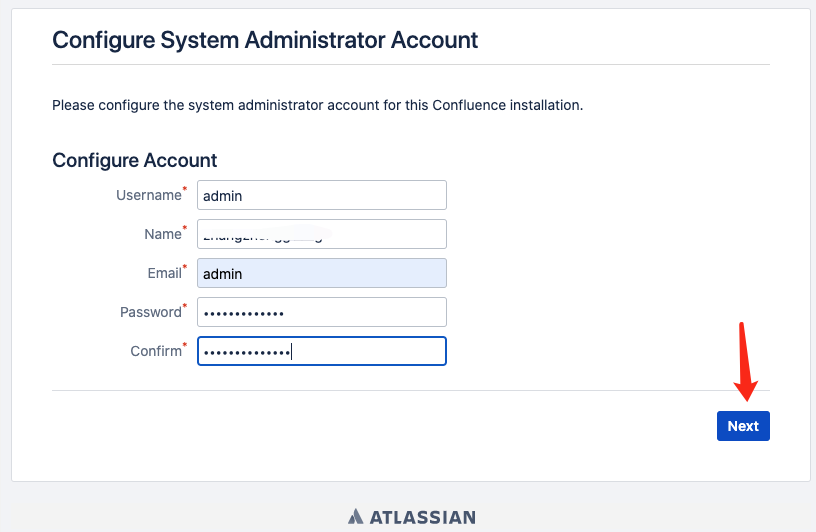 Configure System Administrator Account
Please configure the system administrator account for this Confluence installation.
Configure Account
Username*
admin
Name*
Email*
admin
Password*
•••••••••••••
Confirm*
••••••••••••••
Next
ATLASSIAN